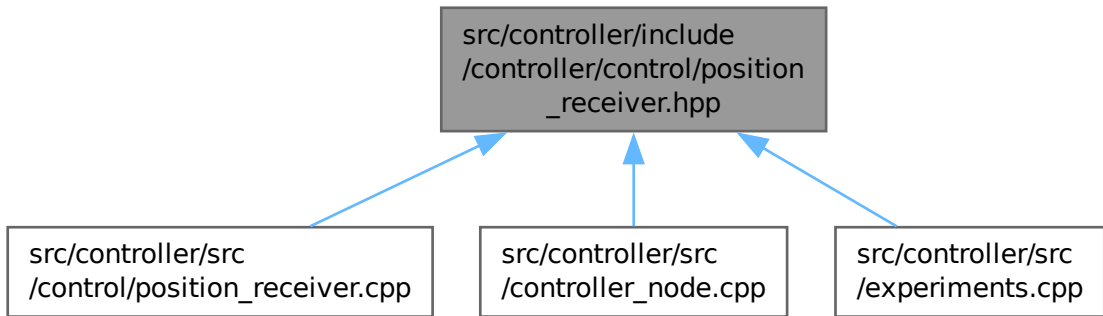 src/controller/include
/controller/control/position
_receiver.hpp
src/controller/src
/control/position_receiver.cpp
src/controller/src
/controller_node.cpp
src/controller/src
/experiments.cpp